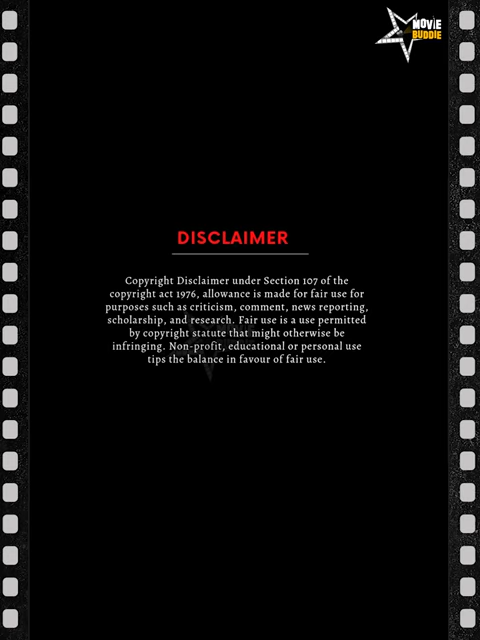 MOVIE
BUDDIE
DISCLAIMER
Copyright Disclaimer under Section 107 of the
copyright act 1976, allowance is made for fair use for
purposes such as criticism, comment, news reporting,
scholarship, and research. Fair use is a use permitted
by copyright statute that might otherwise be
infringing. Non-profit, educational or personal use
tips the balance in favour of fair use.